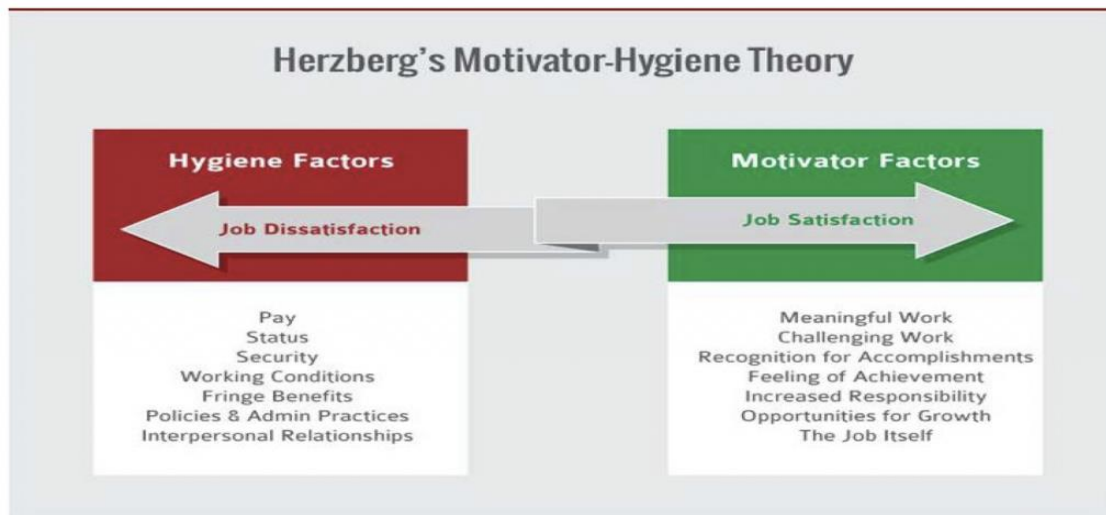 Herzberg's Motivator-Hygiene Theory
Hygiene Factors
Job Dissatisfaction
Pay
Status
Security
Working Conditions
Fringe Benefits
Policies & Admin Practices
Interpersonal Relationships
Motivator Factors
Job Satisfaction
Meaningful Work
Challenging Work
Recognition for Accomplishments
Feeling of Achievement
Increased Responsibility
Opportunities for Growth
The Job Itself